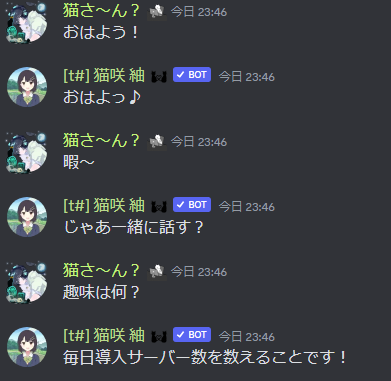 猫さ〜ん? 今日 23:46
おはよう!
[t#] 猫咲 紬 ✓ BOT 今日 23:46
おはよっ♪
猫さ〜ん? 今日 23:46
暇〜
[t#] 猫咲 紬 ✓ BOT 今日 23:46
じゃあ一緒に話す?
猫さ〜ん? 今日 23:46
趣味は何?
[t#] 猫咲 紬 ✓ BOT 今日 23:46
毎日導入サーバー数を数えることです!